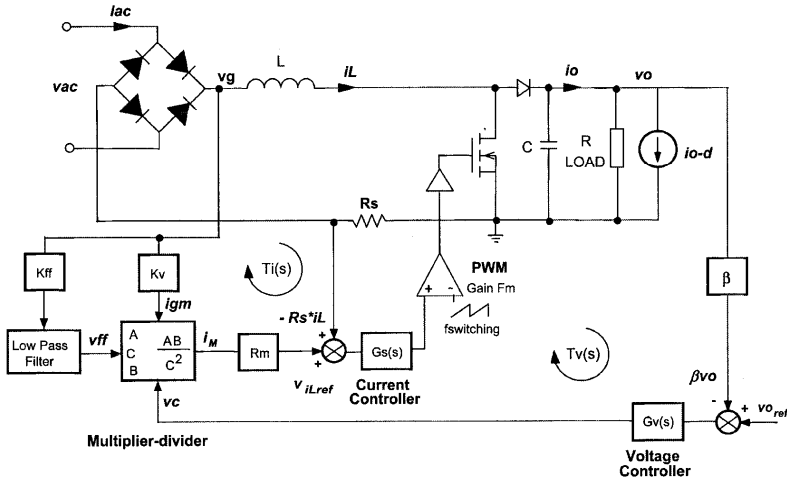 iac
vac
vg
L
iL
io
vo
C
R
LOAD
io-d
Rs
Kff
Kv
Ti(s)
PWM
Gain Fm
+ -
fswitching
β
igm
- Rs*iL
Low Pass
Filter
vff
A
C
B
AB
C²
iM
Rm
+
+
Gs(s)
Tv(s)
v iLref
Current
Controller
βvo
vc
-
+
vo ref
Gv(s)
Multiplier-divider
Voltage
Controller